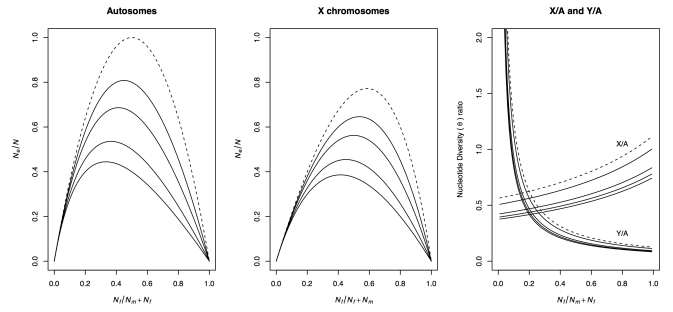 Autosomes
X chromosomes
X/A and Y/A
Ne/N
0.0 0.2 0.4 0.6 0.8 1.0
0.0 0.2 0.4 0.6 0.8 1.0
Nf/Nm + Nf
Ne/N
0.0 0.2 0.4 0.6 0.8 1.0
0.0 0.2 0.4 0.6 0.8 1.0
Nf/Nf + Nm
Nucleotide Diversity ( θ ) ratio
0.0 0.5 1.0 1.5 2.0
X/A
Y/A
0.0 0.2 0.4 0.6 0.8 1.0
Nf/Nm + Nf